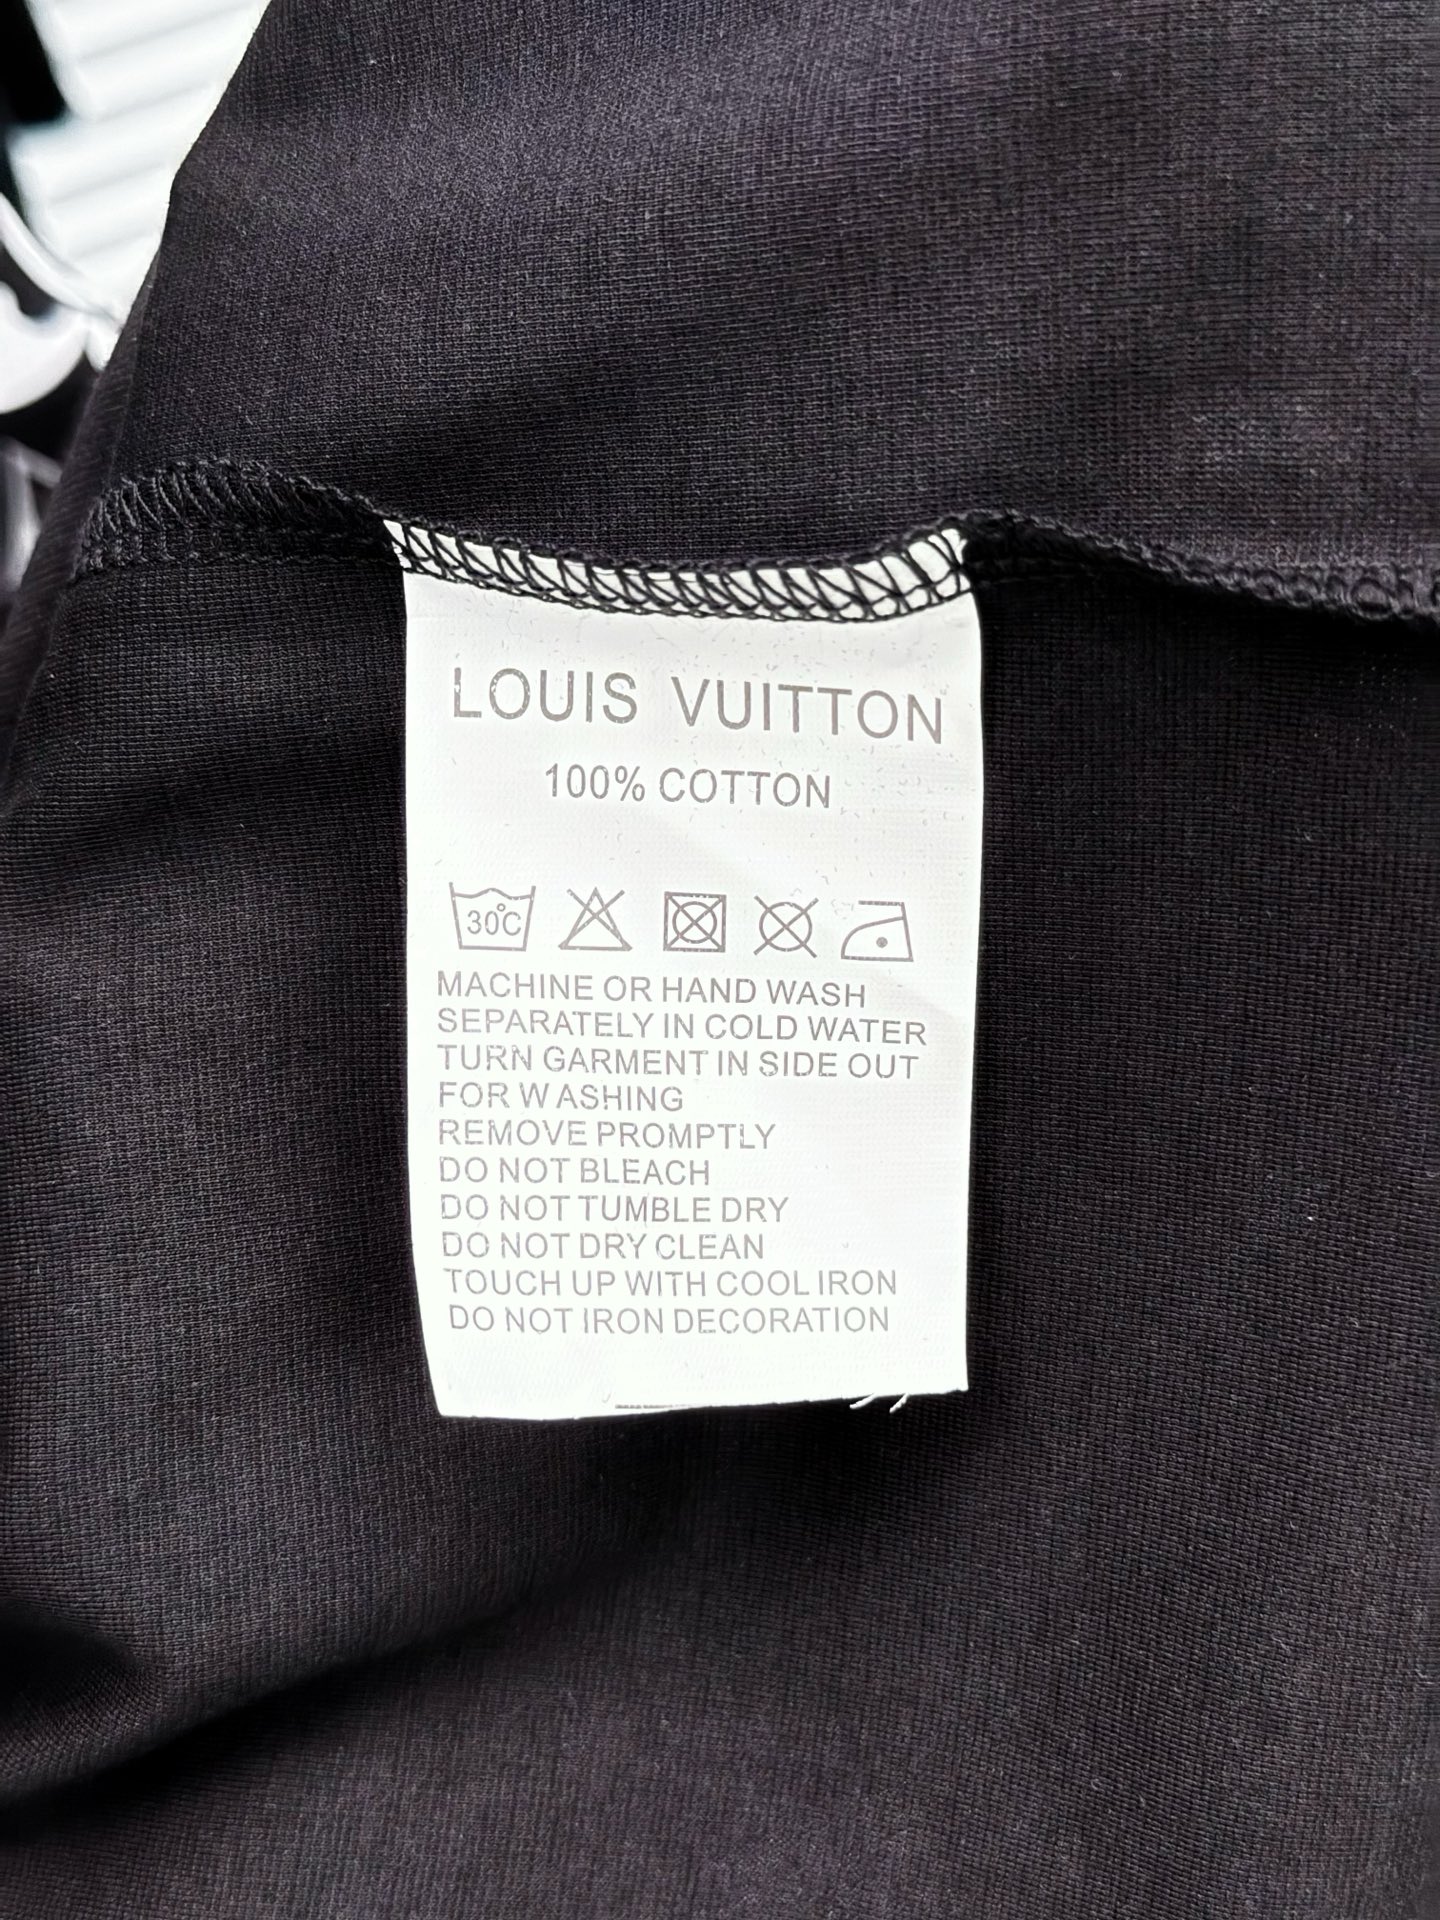 LOUIS VUITTON
100% COTTON
30°C
MACHINE OR HAND WASH
SEPARATELY IN COLD WATER
TURN GARMENT IN SIDE OUT
FOR WASHING
REMOVE PROMPTLY
DO NOT BLEACH
DO NOT TUMBLE DRY
DO NOT DRY CLEAN
TOUCH UP WITH COOL IRON
DO NOT IRON DECORATION